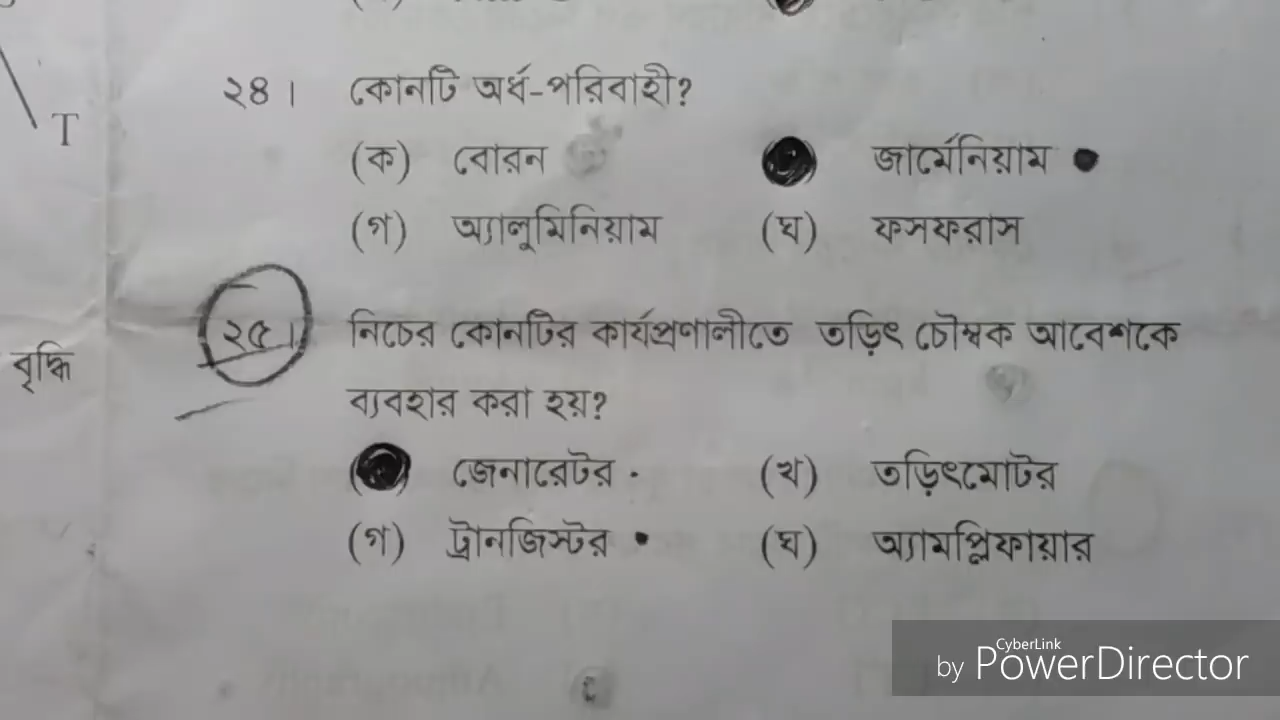 T
২৪। কোনটি অর্ধ-পরিবাহী?
(ক) বোরন জার্মেনিয়াম
(গ) অ্যালুমিনিয়াম (ঘ) ফসফরাস
২৫। নিচের কোনটির কার্যপ্রণালীতে তড়িৎ চৌম্বক আবেশকে
বৃদ্ধি
ব্যবহার করা হয়?
জেনারেটর (খ) তড়িৎমোটর
(গ) ট্রানজিস্টর (ঘ) অ্যামপ্লিফায়ার
CyberLink
by PowerDirector